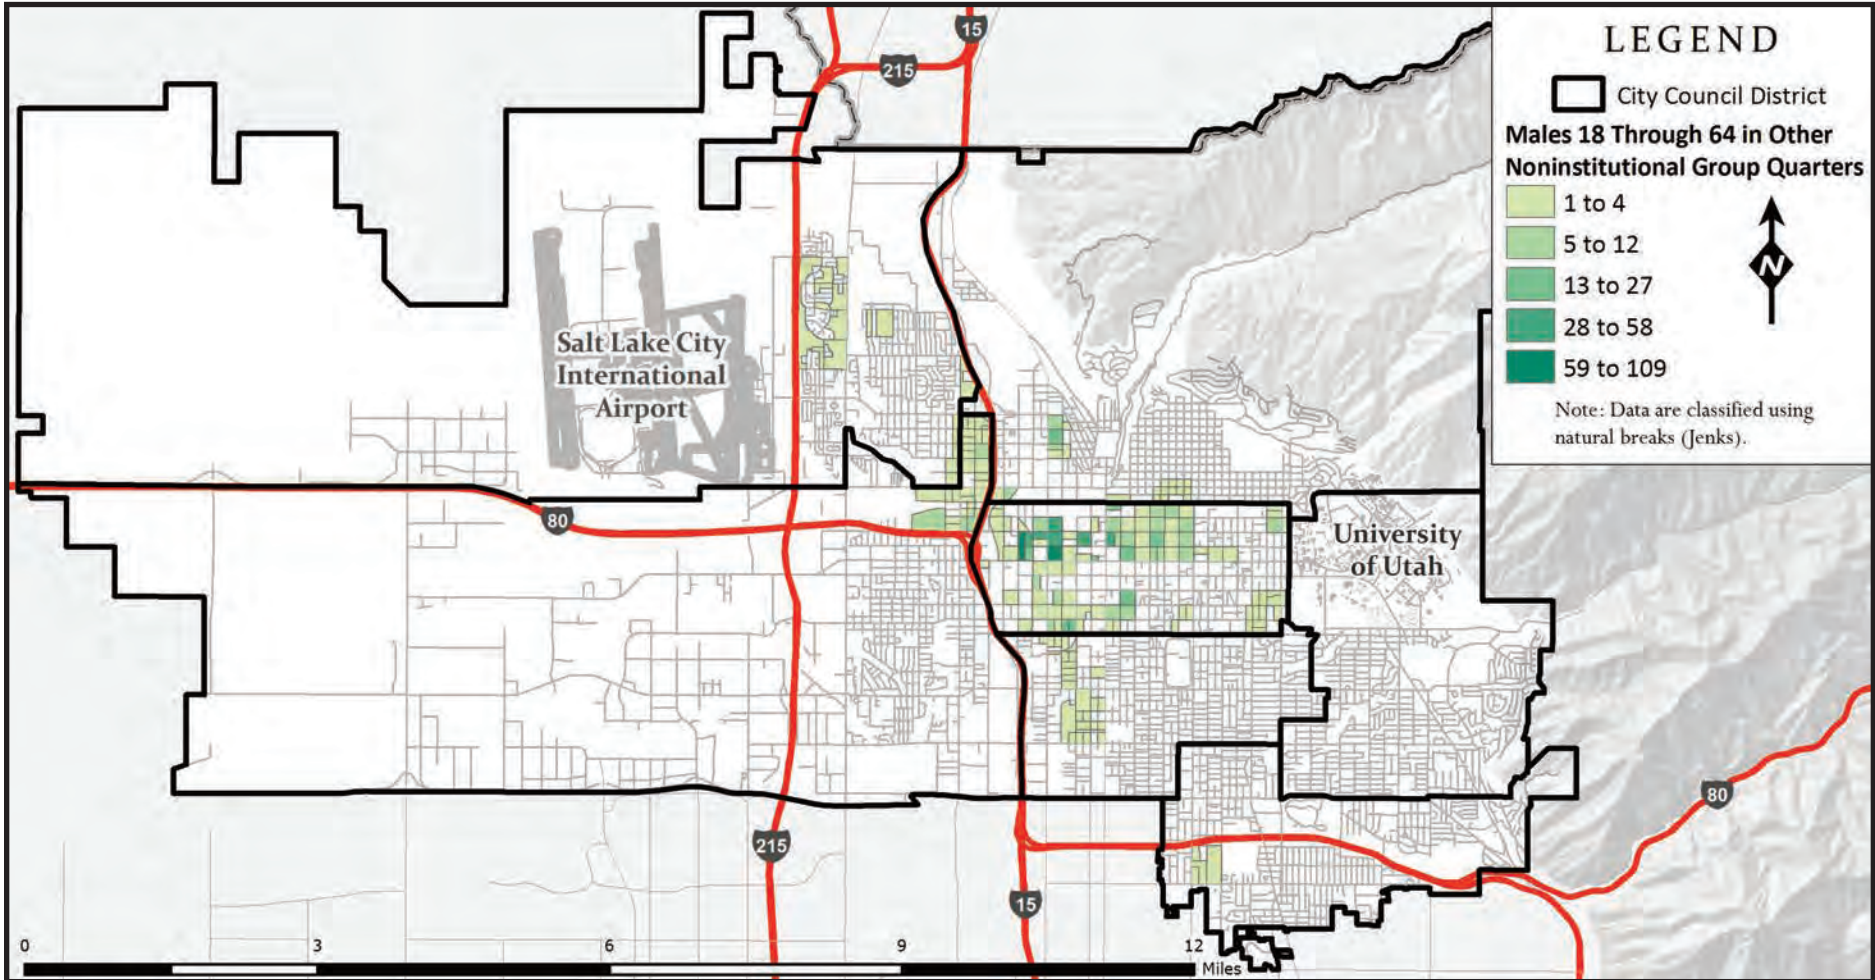 15
215
LEGEND
City Council District
Males 18 Through 64 in Other
Noninstitutional Group Quarters
1 to 4
5 to 12
13 to 27
28 to 58
59 to 109
N
Note: Data are classified using
natural breaks (Jenks).
Salt Lake City
International
Airport
80
University
of Utah
80
215
15
0 3 6 9 12
Miles